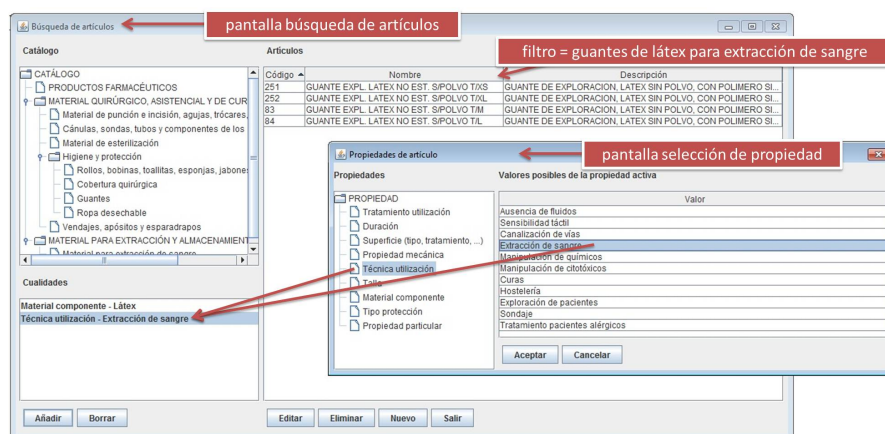 Búsqueda de artículos
pantalla búsqueda de artículos
Catálogo
Artículos
filtro = guantes de látex para extracción de sangre
CATÁLOGO
PRODUCTOS FARMACÉUTICOS
MATERIAL QUIRÚRGICO, ASISTENCIAL Y DE CUR
Material de punción e incisión, agujas, trócares,
Cánulas, sondas, tubos y componentes de los
Material de esterilización
Higiene y protección
Rollos, bobinas, toallitas, esponjas, jabone
Cobertura quirúrgica
Guantes
Ropa desechable
Vendajes, apósitos y esparadrapos
MATERIAL PARA EXTRACCIÓN Y ALMACENAMIENT
Material para extracción de sangre
Código Nombre Descripción
251 GUANTE EXPL. LATEX NO EST. S/POLVO T/XS GUANTE DE EXPLORACION, LATEX SIN POLVO, CON POLIMERO SI...
252 GUANTE EXPL. LATEX NO EST. S/POLVO T/XL GUANTE DE EXPLORACION, LATEX SIN POLVO, CON POLIMERO SI...
83 GUANTE EXPL. LATEX NO EST. S/POLVO T/M GUANTE DE EXPLORACION, LATEX SIN POLVO, CON POLIMERO SI...
84 GUANTE EXPL. LATEX NO EST. S/POLVO T/L GUANTE DE EXPLORACION, LATEX SIN POLVO, CON POLIMERO SI...
Propiedades de artículo
pantalla selección de propiedad
Propiedades
Valores posibles de la propiedad activa
PROPIEDAD
Tratamiento utilización
Duración
Superficie (tipo, tratamiento, ...)
Propiedad mecánica
Técnica utilización
Talla
Material componente
Tipo protección
Propiedad particular
Valor
Ausencia de fluidos
Sensibilidad táctil
Canalización de vías
Extracción de sangre
Manipulación de químicos
Manipulación de citotóxicos
Curas
Hostelería
Exploración de pacientes
Sondaje
Tratamiento pacientes alérgicos
Aceptar Cancelar
Cualidades
Material componente - Látex
Técnica utilización - Extracción de sangre
Añadir Borrar
Editar Eliminar Nuevo Salir